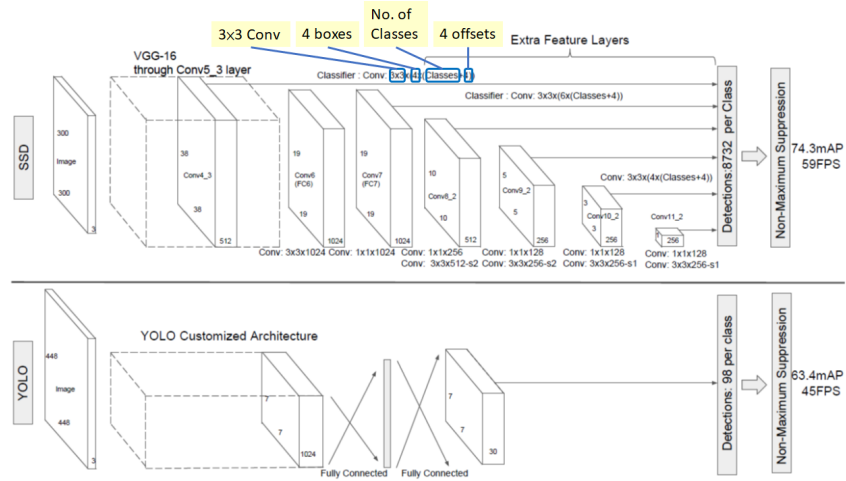 3x3 Conv
4 boxes
No. of
Classes
4 offsets
Extra Feature Layers
VGG-16
through Conv5_3 layer
Classifier : Conv: 3x3x(4x(Classes+4))
Classifier : Conv: 3x3x(6x(Classes+4))
Conv: 3x3x(4x(Classes+4))
SSD
300
Image
300
3
38
Conv4_3
38
512
19
Conv6
(FC6)
19
1024
19
Conv7
(FC7)
19
1024
10
Conv8_2
10
512
5
Conv9_2
5
256
3
Conv10_2
3
256
Conv11_2
256
Conv: 3x3x1024
Conv: 1x1x1024
Conv: 1x1x256
Conv: 3x3x512-s2
Conv: 1x1x128
Conv: 3x3x256-s2
Conv: 1x1x128
Conv: 3x3x256-s1
Conv: 1x1x128
Conv: 3x3x256-s1
Detections:8732 per Class
Non-Maximum Suppression
74.3mAP
59FPS
YOLO
448
Image
448
3
YOLO Customized Architecture
7
7
1024
Fully Connected
Fully Connected
7
7
30
Detections: 98 per class
Non-Maximum Suppression
63.4mAP
45FPS